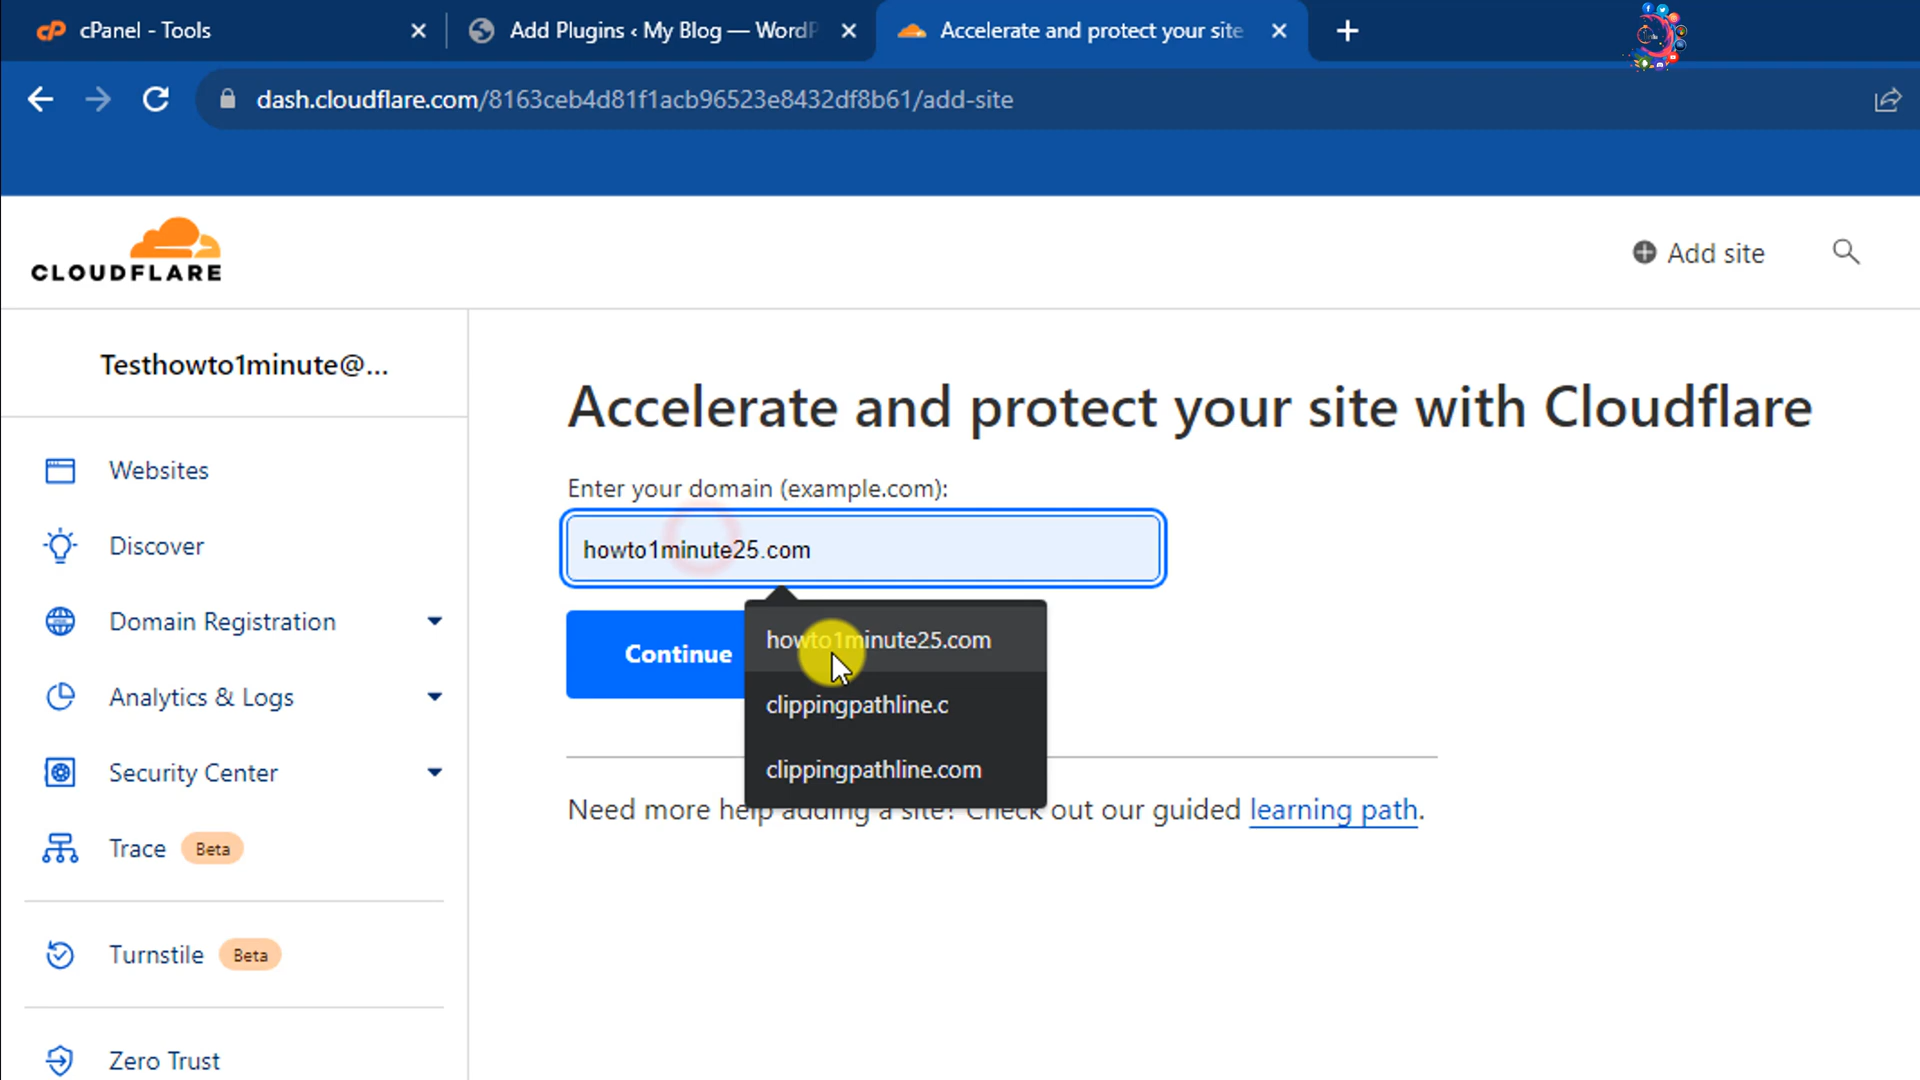 cPanel - Tools
Add Plugins ‹ My Blog — WordP
Accelerate and protect your site
dash.cloudflare.com/8163ceb4d81f1acb96523e8432df8b61/add-site
CLOUDFLARE
Add site
Testhowto1minute@...
Websites
Discover
Domain Registration
Analytics & Logs
Security Center
Trace Beta
Turnstile Beta
Zero Trust
Accelerate and protect your site with Cloudflare
Enter your domain (example.com):
howto1minute25.com
Continue
howto1minute25.com
clippingpathline.c
clippingpathline.com
Need more help adding a site? Check out our guided learning path.